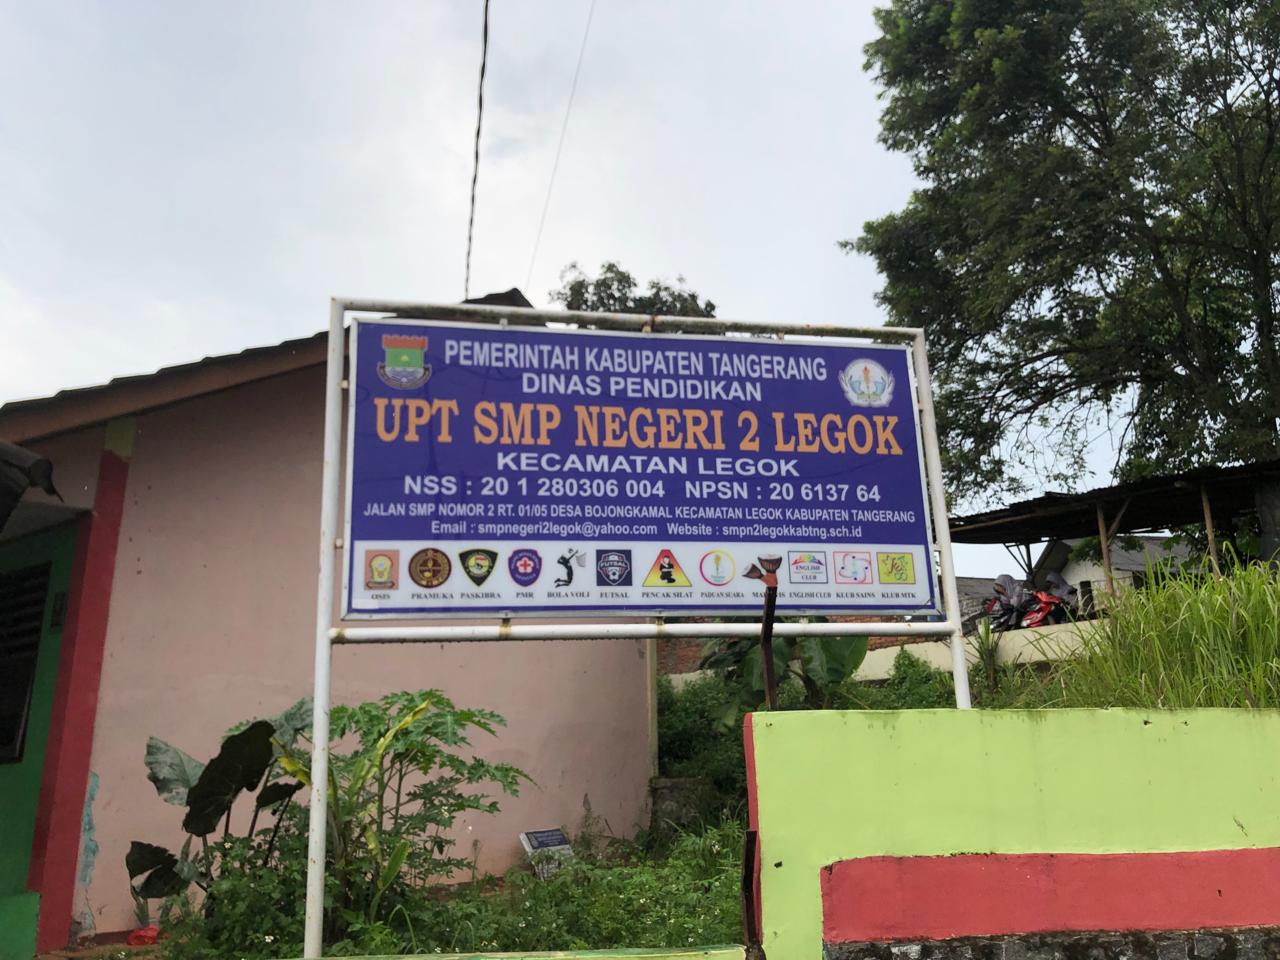 PEMERINTAH KABUPATEN TANGERANG
DINAS PENDIDIKAN
UPT SMP NEGERI 2 LEGOK
KECAMATAN LEGOK
NSS : 20 1 280306 004 NPSN : 20 6137 64
JALAN SMP NOMOR 2 RT. 01/05 DESA BOJONGKAMAL KECAMATAN LEGOK KABUPATEN TANGERANG
Email : smpnegeri2legok@yahoo.com Website : smpn2legokkabtng.sch.id
FUTSAL
ENGLISH
CLUB
OSIS PRAMUKA PASKIBRA PMR BOLA VOLI FUTSAL PENCAK SILAT PADUAN SUARA ENGLISH CLUB KLUB SAINS KLUB MTK